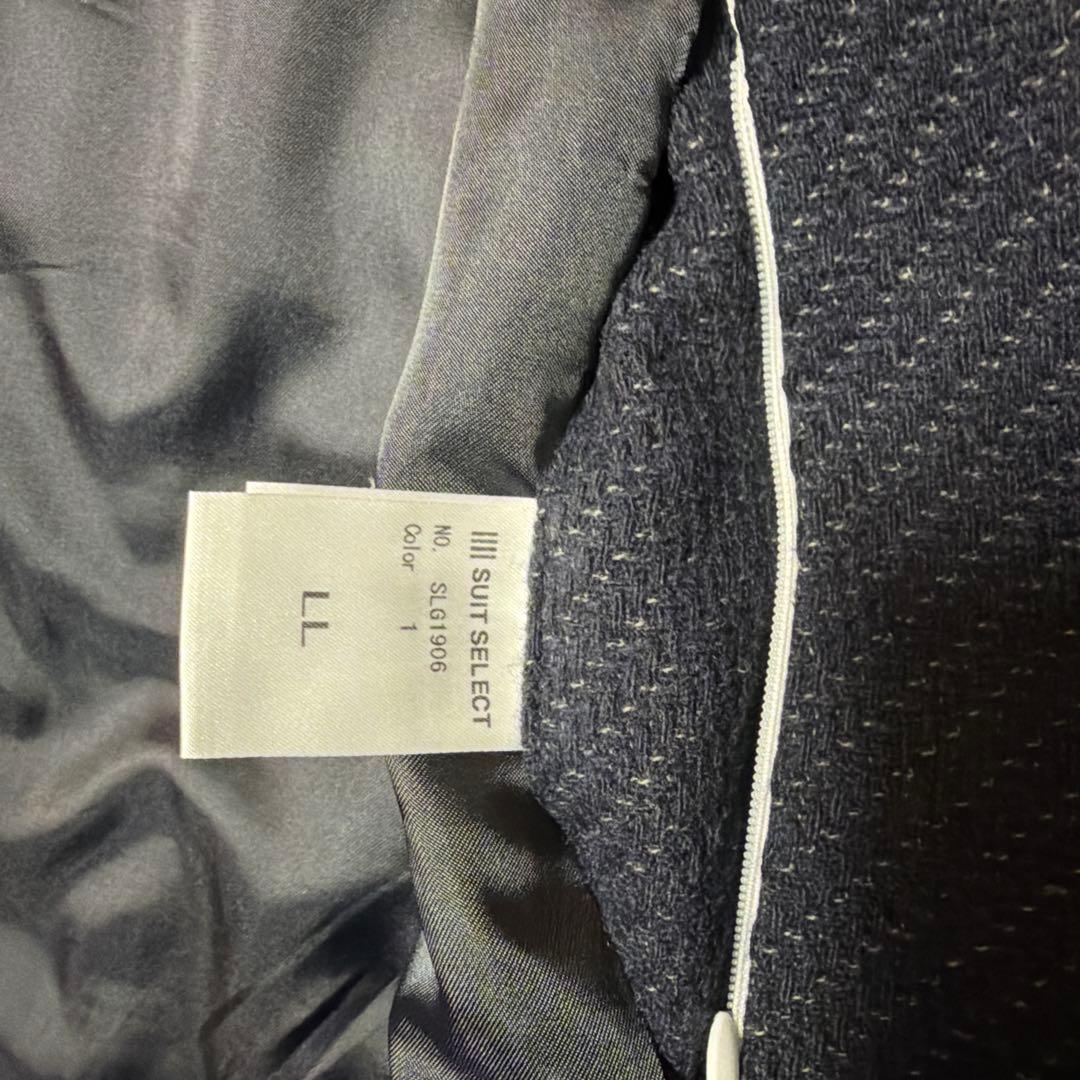 SUIT SELECT
NO. SLG1906
Color 1
LL